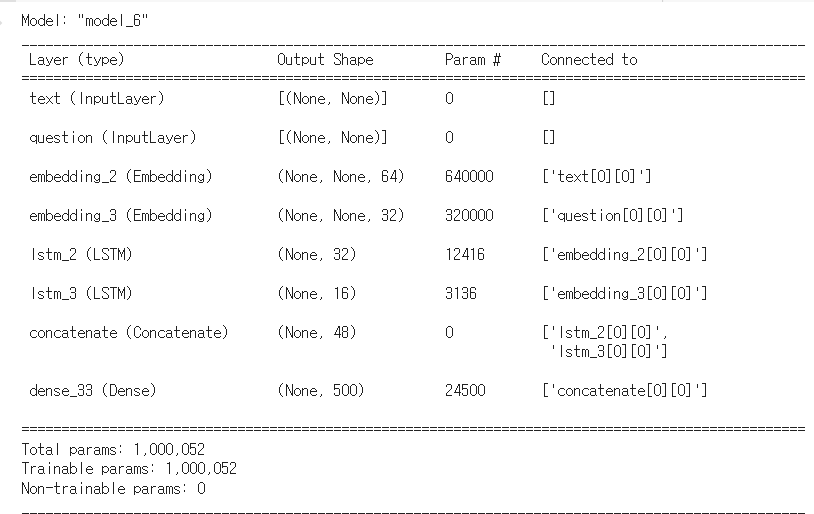 Model: "model_6"
Layer (type) Output Shape Param # Connected to
text (InputLayer) [(None, None)] 0 []
question (InputLayer) [(None, None)] 0 []
embedding_2 (Embedding) (None, None, 64) 640000 ['text[0][0]']
embedding_3 (Embedding) (None, None, 32) 320000 ['question[0][0]']
lstm_2 (LSTM) (None, 32) 12416 ['embedding_2[0][0]']
lstm_3 (LSTM) (None, 16) 3136 ['embedding_3[0][0]']
concatenate (Concatenate) (None, 48) 0 ['lstm_2[0][0]',
'lstm_3[0][0]']
dense_33 (Dense) (None, 500) 24500 ['concatenate[0][0]']
Total params: 1,000,052
Trainable params: 1,000,052
Non-trainable params: 0